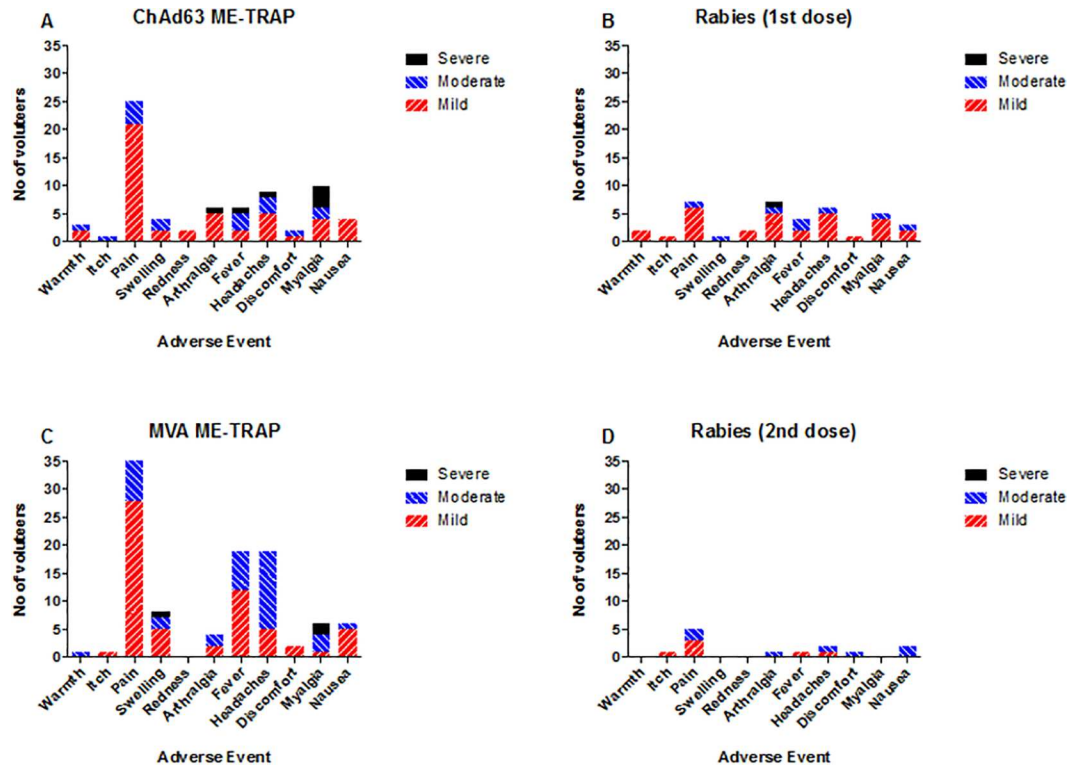 A
ChAd63 ME-TRAP
No of voluteers
35
30
25
20
15
10
5
0
Warmth
Itch
Pain
Swelling
Redness
Arthralgia
Fever
Headaches
Discomfort
Myalgia
Nausea
Adverse Event
Severe
Moderate
Mild
B
Rabies (1st dose)
No of voluteers
35
30
25
20
15
10
5
0
Warmth
Itch
Pain
Swelling
Redness
Arthralgia
Fever
Headaches
Discomfort
Myalgia
Nausea
Adverse Event
Severe
Moderate
Mild
C
MVA ME-TRAP
No of voluteers
35
30
25
20
15
10
5
0
Warmth
Itch
Pain
Swelling
Redness
Arthralgia
Fever
Headaches
Discomfort
Myalgia
Nausea
Adverse Event
Severe
Moderate
Mild
D
Rabies (2nd dose)
No of voluteers
35
30
25
20
15
10
5
0
Warmth
Itch
Pain
Swelling
Redness
Arthralgia
Fever
Headaches
Discomfort
Myalgia
Nausea
Adverse Event
Severe
Moderate
Mild